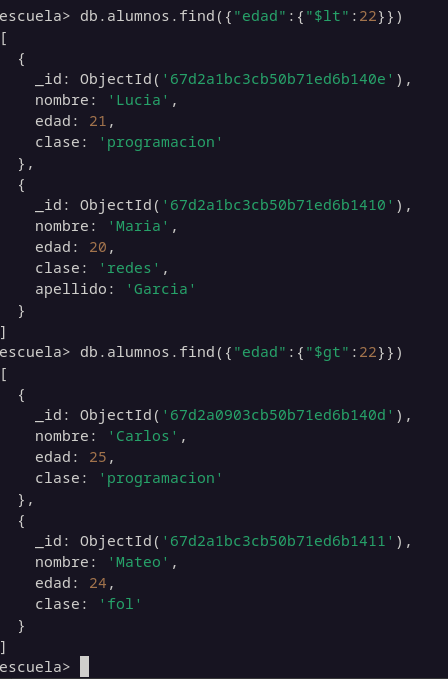 escuela> db.alumnos.find({"edad":{"$lt":22}})
[
  {
    _id: ObjectId('67d2a1bc3cb50b71ed6b140e'),
    nombre: 'Lucia',
    edad: 21,
    clase: 'programacion'
  },
  {
    _id: ObjectId('67d2a1bc3cb50b71ed6b1410'),
    nombre: 'Maria',
    edad: 20,
    clase: 'redes',
    apellido: 'Garcia'
  }
]
escuela> db.alumnos.find({"edad":{"$gt":22}})
[
  {
    _id: ObjectId('67d2a0903cb50b71ed6b140d'),
    nombre: 'Carlos',
    edad: 25,
    clase: 'programacion'
  },
  {
    _id: ObjectId('67d2a1bc3cb50b71ed6b1411'),
    nombre: 'Mateo',
    edad: 24,
    clase: 'fol'
  }
]
escuela>